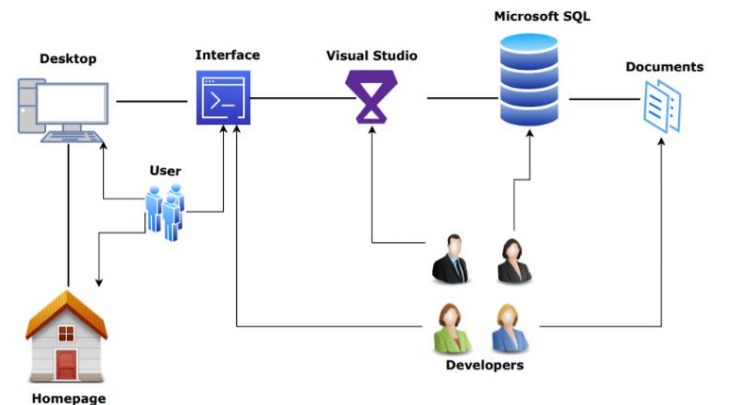 Microsoft SQL
Desktop
Interface
Visual Studio
Documents
User
Developers
Homepage